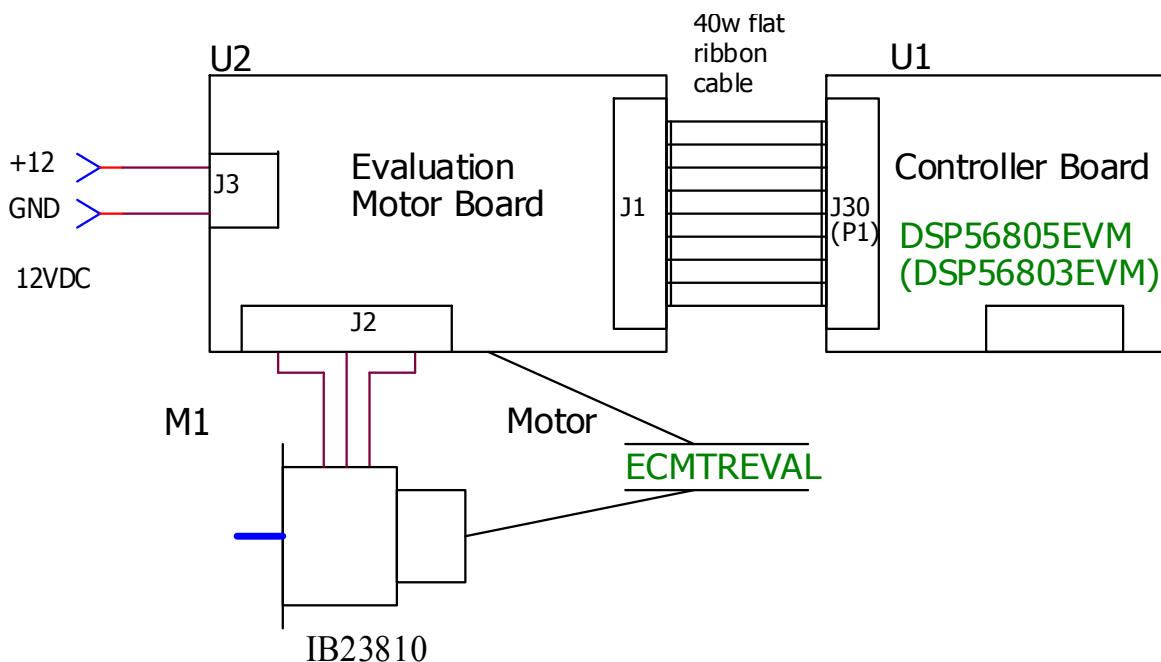 40w flat
ribbon
cable
U2
U1
+12
GND
12VDC
J3
Evaluation
Motor Board
J1
J30
(P1)
Controller Board
DSP56805EVM
(DSP56803EVM)
J2
M1
Motor
ECMTREVAL
IB23810